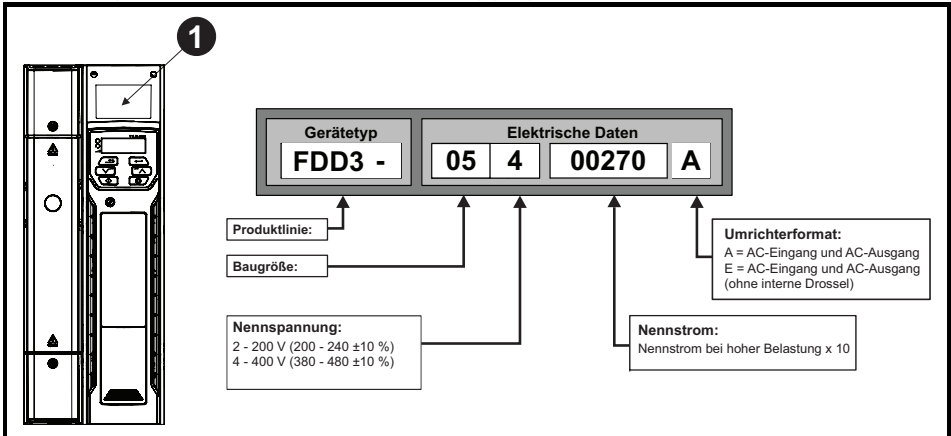 1
Gerätetyp
Elektrische Daten
FDD3 -
05
4
00270
A
Produktlinie:
Baugröße:
Nennspannung:
2 - 200 V (200 - 240 ±10 %)
4 - 400 V (380 - 480 ±10 %)
Nennstrom:
Nennstrom bei hoher Belastung x 10
Umrichterformat:
A = AC-Eingang und AC-Ausgang
E = AC-Eingang und AC-Ausgang
(ohne interne Drossel)